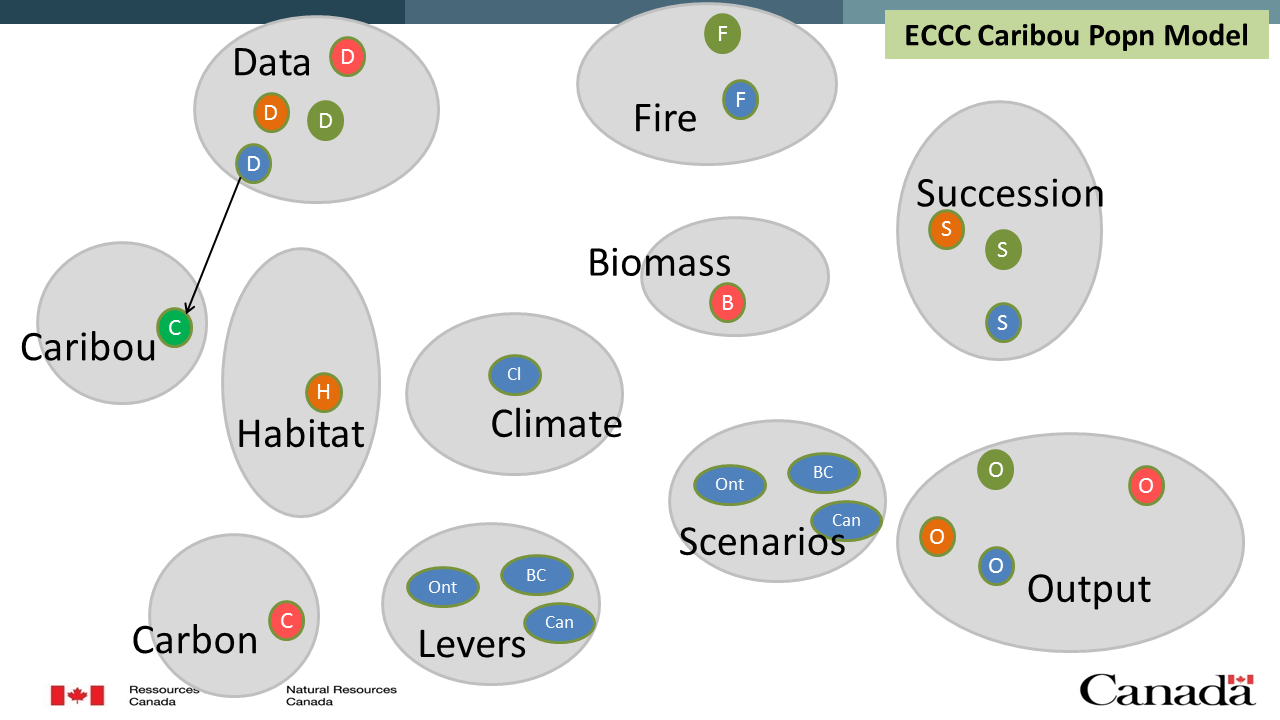 ECCC Caribou Popn Model
Data
D
D
D
D
F
F
Fire
Succession
S
S
S
Biomass
B
C
Caribou
H
Habitat
Cl
Climate
Ont
BC
Can
Scenarios
O
O
O
O
Output
C
Carbon
Ont
BC
Can
Levers
Ressources
Canada
Natural Resources
Canada
Canada